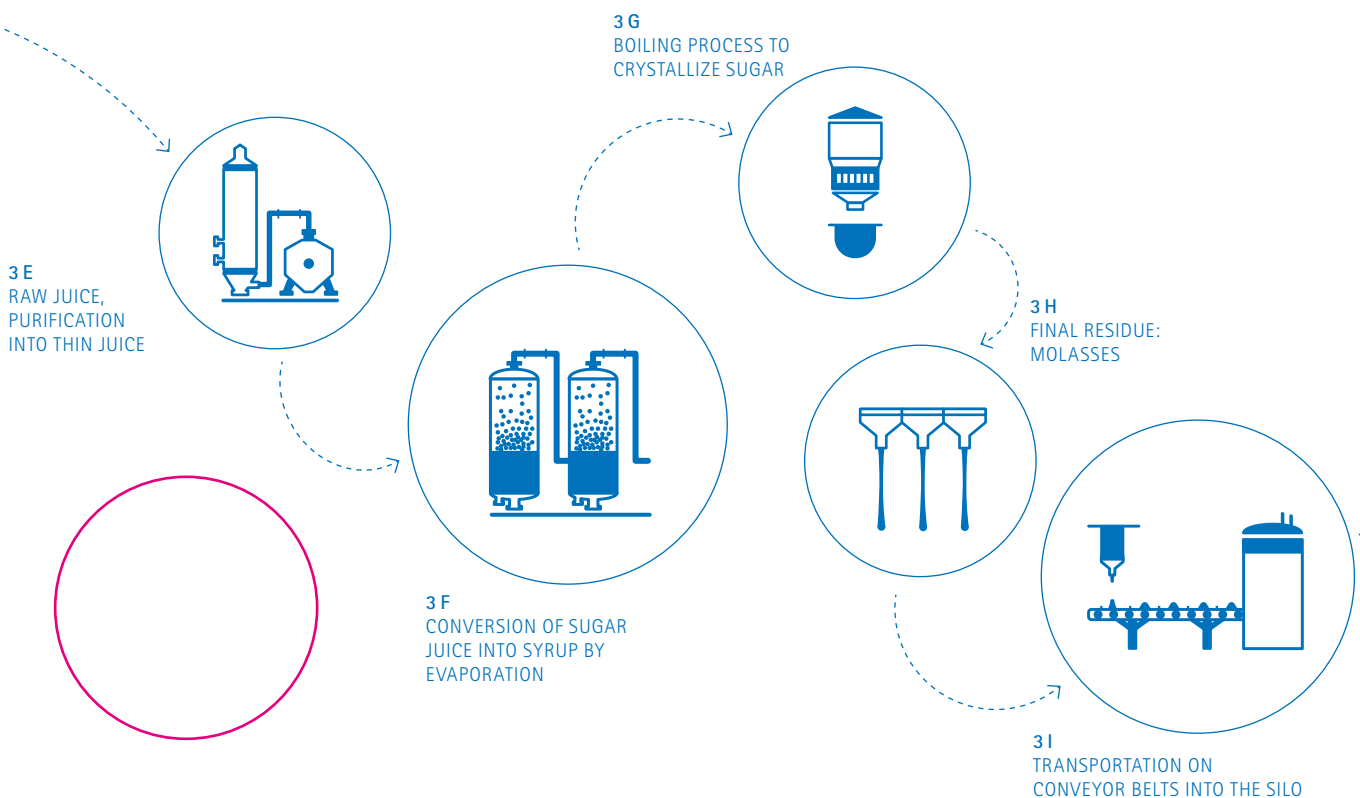 3 E
RAW JUICE,
PURIFICATION
INTO THIN JUICE
3 F
CONVERSION OF SUGAR
JUICE INTO SYRUP BY
EVAPORATION
3 G
BOILING PROCESS TO
CRYSTALLIZE SUGAR
3 H
FINAL RESIDUE:
MOLASSES
3 I
TRANSPORTATION ON
CONVEYOR BELTS INTO THE SILO